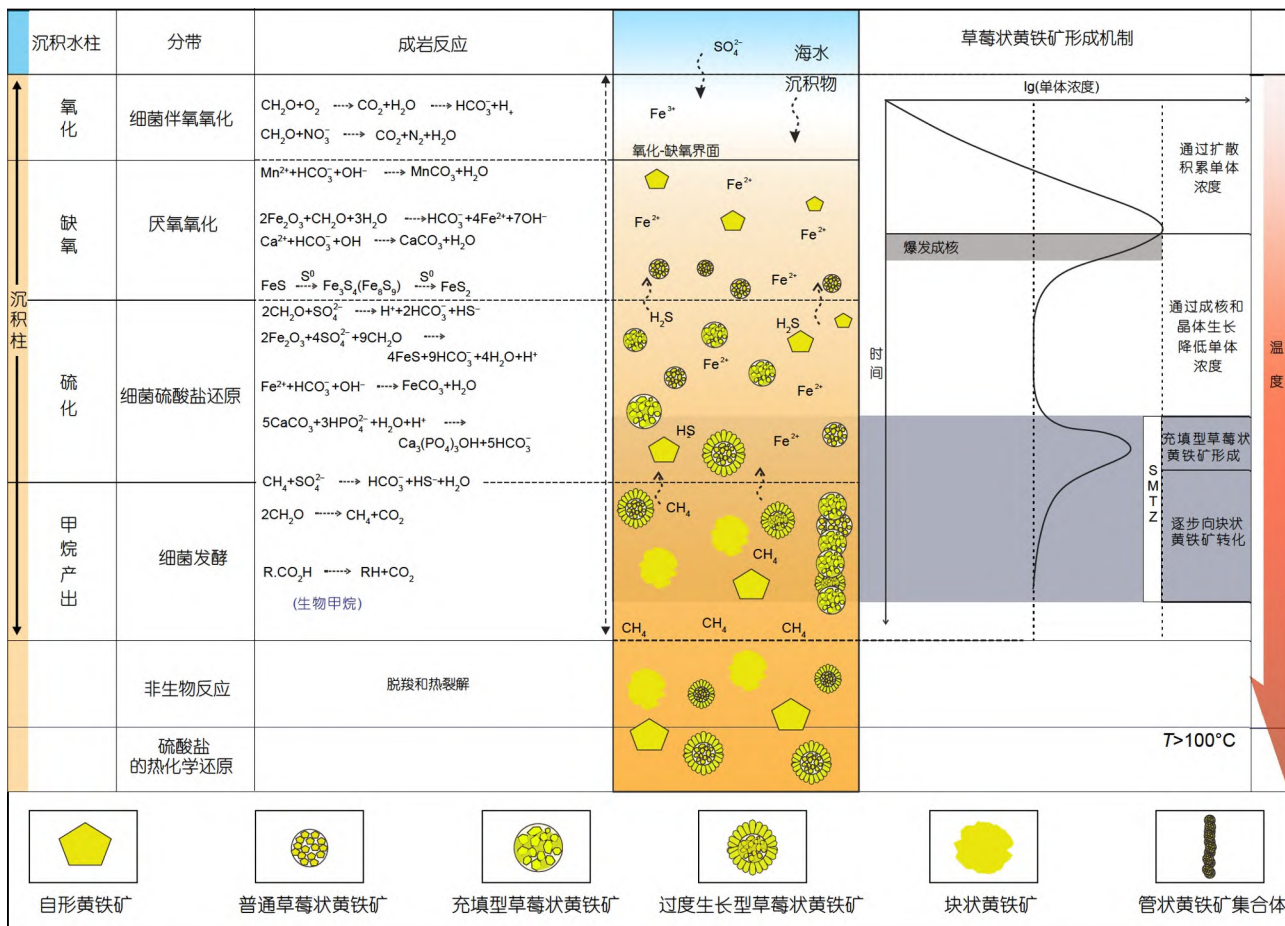 沉积水柱
分带
成岩反应
草莓状黄铁矿形成机制
SO₄²⁻
海水
沉积物
沉积柱
氧化
细菌伴氧氧化
CH₂O+O₂ ----> CO₂+H₂O ----> HCO₃⁻+H₊
CH₂O+NO₃⁻ ----> CO₂+N₂+H₂O
Fe³⁺
氧化-缺氧界面
缺氧
厌氧氧化
Mn²⁺+HCO₃⁻+OH⁻ ----> MnCO₃+H₂O
2Fe₂O₃+CH₂O+3H₂O ---->HCO₃⁻+4Fe²⁺+7OH⁻
Ca²⁺+HCO₃⁻+OH ----> CaCO₃+H₂O
FeS --S⁰--> Fe₃S₄(Fe₈S₉) --S⁰--> FeS₂
Fe²⁺
Fe²⁺
Fe²⁺
Fe²⁺
硫化
细菌硫酸盐还原
2CH₂O+SO₄²⁻ ----> H⁺+2HCO₃⁻+HS⁻
2Fe₂O₃+4SO₄²⁻+9CH₂O ---->
4FeS+9HCO₃⁻+4H₂O+H⁺
Fe²⁺+HCO₃⁻+OH⁻ ----> FeCO₃+H₂O
5CaCO₃+3HPO₄²⁻+H₂O+H⁺ ---->
Ca₃(PO₄)₃OH+5HCO₃⁻
H₂S
H₂S
Fe²⁺
Fe²⁺
H₂S
Fe²⁺
甲烷产出
细菌发酵
CH₄+SO₄²⁻ ----> HCO₃⁻+HS⁻+H₂O
2CH₂O ----> CH₄+CO₂
R.CO₂H ----> RH+CO₂
(生物甲烷)
CH₄
CH₄
CH₄
CH₄
CH₄
非生物反应
脱羧和热裂解
硫酸盐
的热化学还原
lg(单体浓度)
时间
通过扩散
积累单体
浓度
爆发成核
通过成核和
晶体生长
降低单体
浓度
SMTZ
充填型草莓状
黄铁矿形成
逐步向块状
黄铁矿转化
温度
T>100°C
自形黄铁矿
普通草莓状黄铁矿
充填型草莓状黄铁矿
过度生长型草莓状黄铁矿
块状黄铁矿
管状黄铁矿集合体